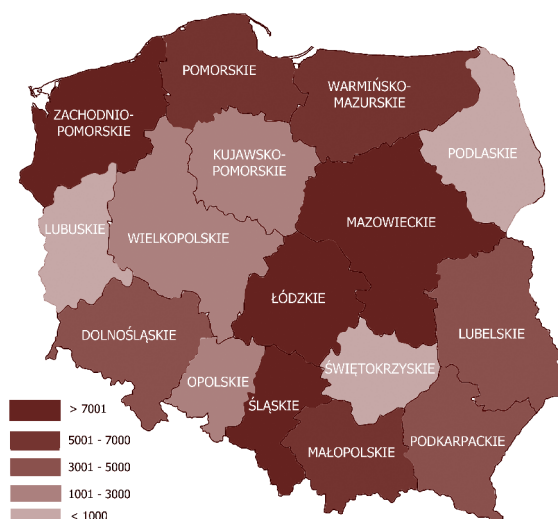 POMORSKIE
WARMIŃSKO-
MAZURSKIE
ZACHODNIO-
POMORSKIE
KUJAWSKO-
POMORSKIE
PODLASKIE
MAZOWIECKIE
LUBUSKIE
WIELKOPOLSKIE
ŁÓDZKIE
DOLNOŚLĄSKIE
LUBELSKIE
ŚWIĘTOKRZYSKIE
OPOLSKIE
ŚLĄSKIE
MAŁOPOLSKIE
PODKARPACKIE
> 7001
5001 - 7000
3001 - 5000
1001 - 3000
< 1000